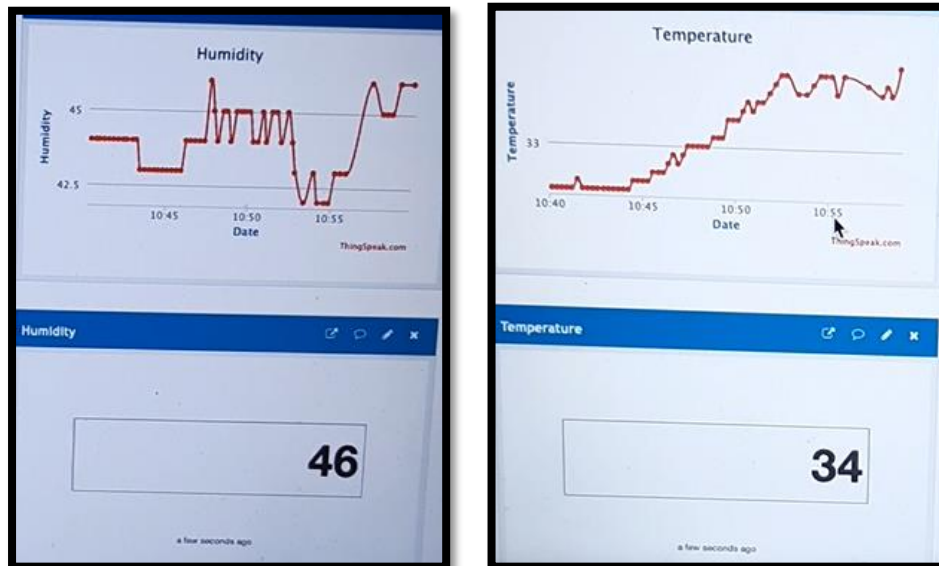 Humidity
Humidity
45
42.5
10:45 10:50 10:55
Date
ThingSpeak.com
Humidity
46
a few seconds ago
Temperature
Temperature
33
10:40 10:45 10:50 10:55
Date
ThingSpeak.com
Temperature
34
a few seconds ago